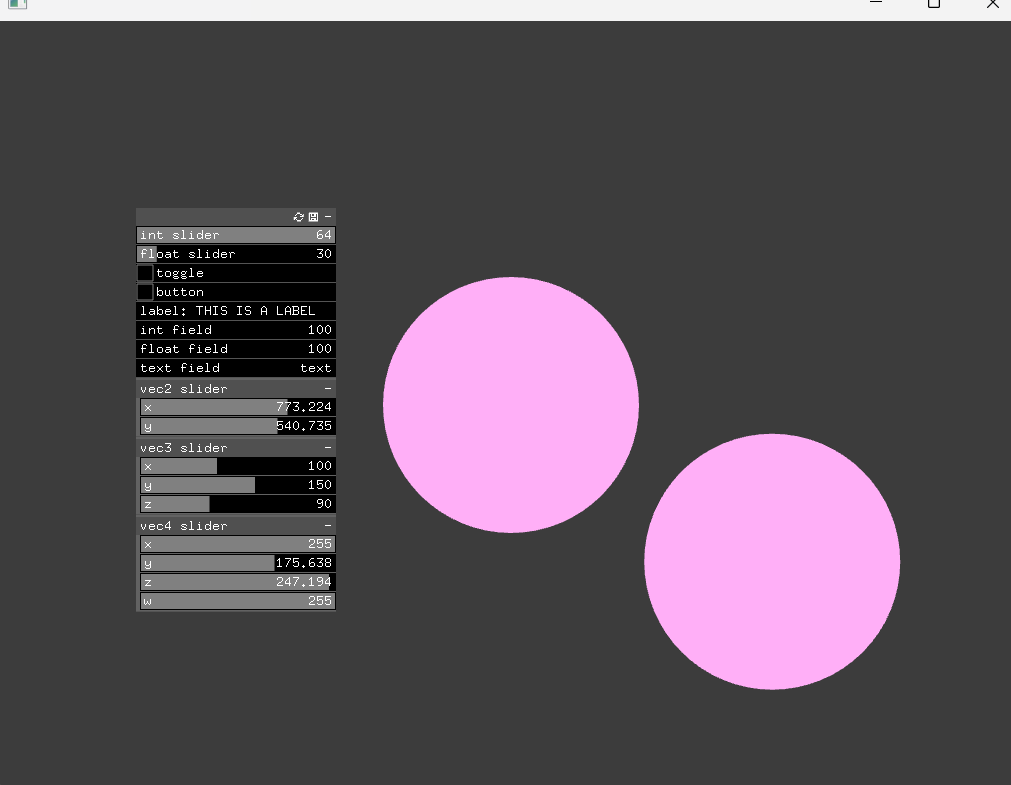 int slider 64
float slider 30
toggle
button
label: THIS IS A LABEL
int field 100
float field 100
text field text
vec2 slider -
x 773.224
y 540.735
vec3 slider -
x 100
y 150
z 90
vec4 slider -
x 255
y 175.638
z 247.194
w 255